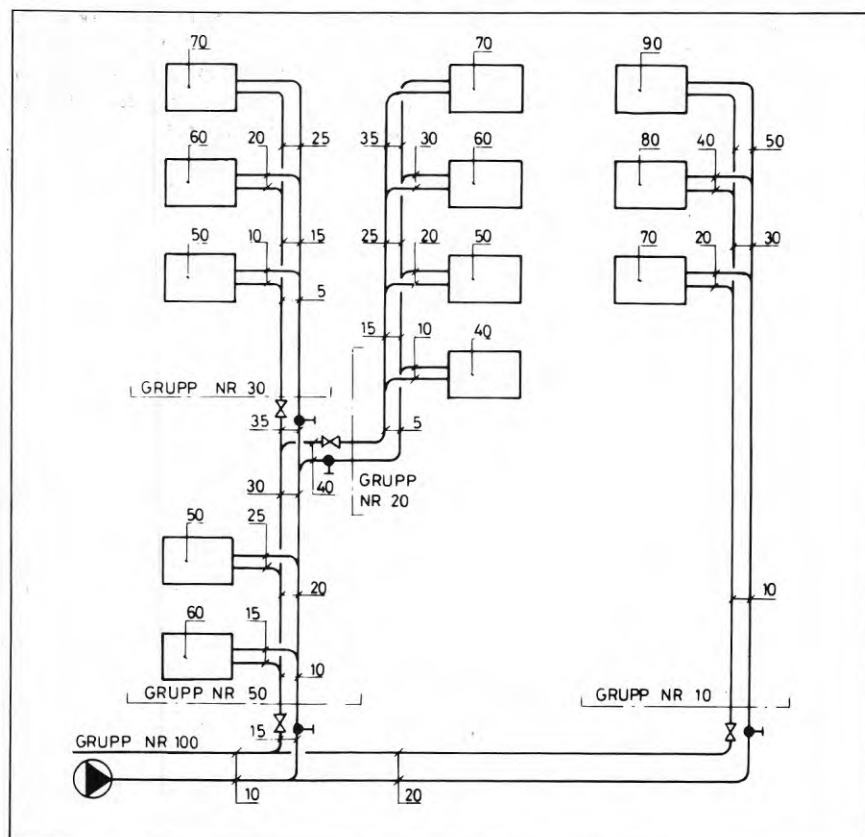 70 70 90
35 25 50
60 20 30 60 80 40
25 15 30
50 10 20 50 70 20
5
15 10 40
GRUPP NR 30
35 5
40
GRUPP
NR 20
30
50 25
20 10
60 15
10
GRUPP NR 50 GRUPP NR 10
15
GRUPP NR 100
10 20